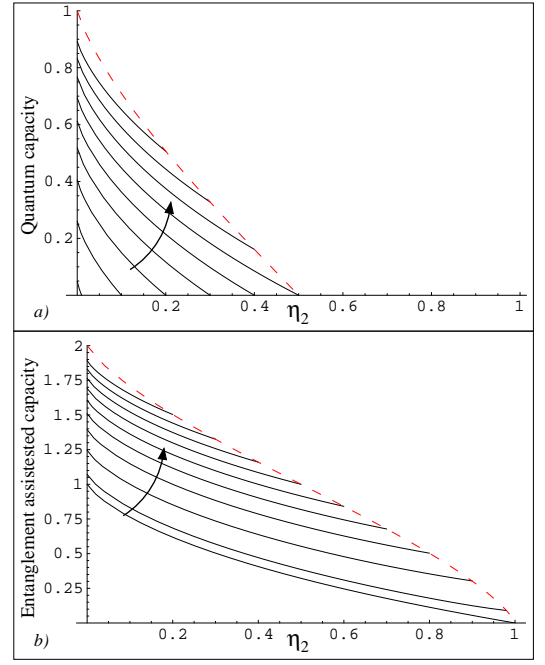 1
0.8
0.6
0.4
0.2
Quantum capacity
0.2 0.4 0.6 0.8 1
a)
η2
2
1.75
1.5
1.25
1
0.75
0.5
0.25
Entanglement assistested capacity
0.2 0.4 0.6 0.8 1
b)
η2